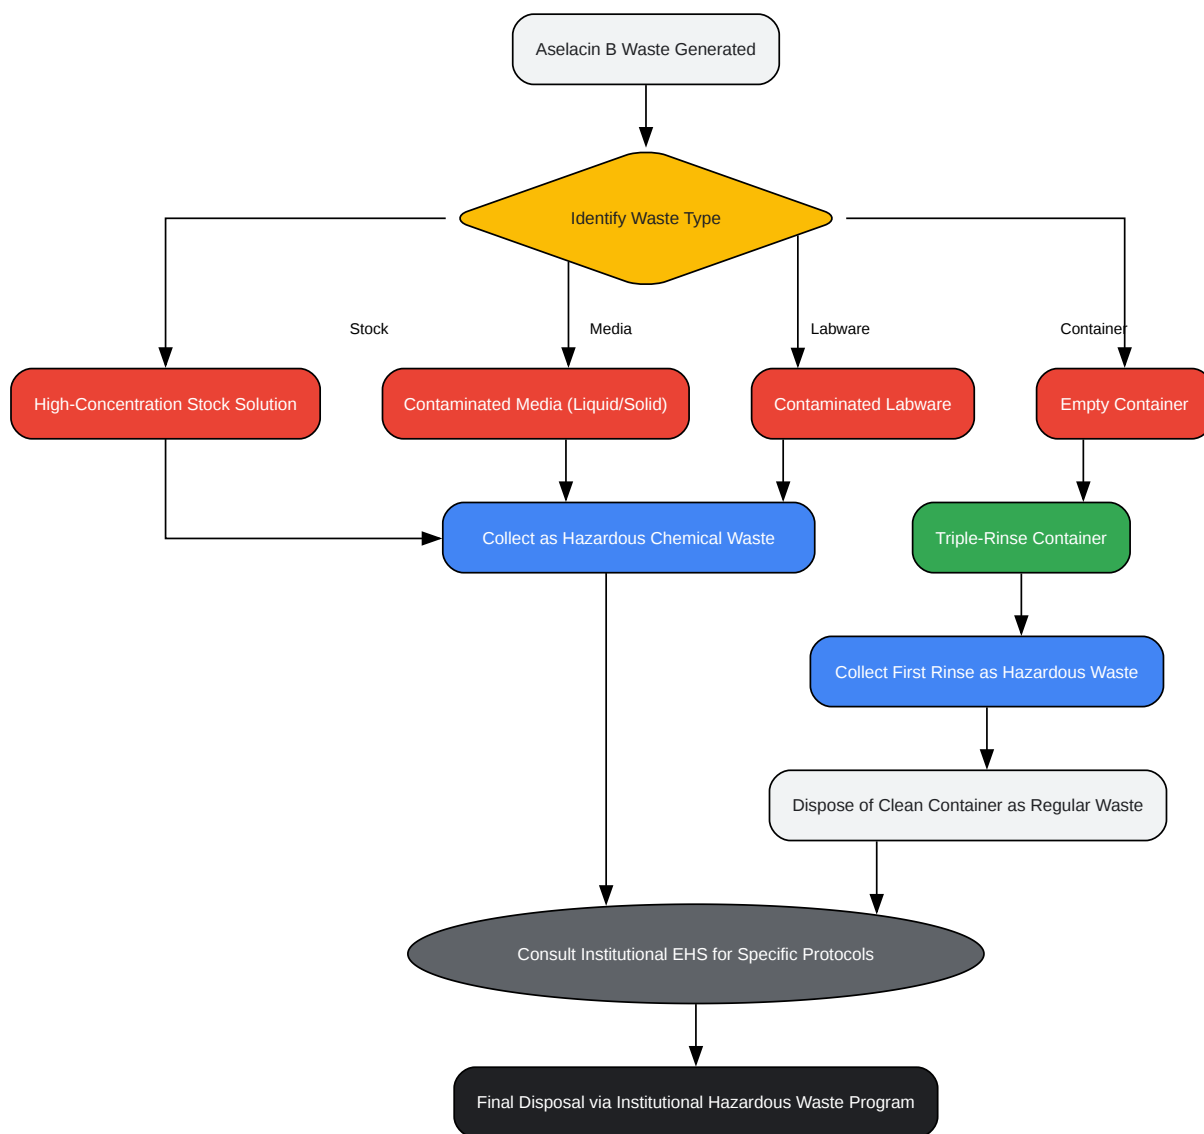 Aselacin B Waste Generated
Identify Waste Type
Stock
Media
Labware
Container
High-Concentration Stock Solution
Contaminated Media (Liquid/Solid)
Contaminated Labware
Empty Container
Collect as Hazardous Chemical Waste
Triple-Rinse Container
Collect First Rinse as Hazardous Waste
Dispose of Clean Container as Regular Waste
Consult Institutional EHS for Specific Protocols
Final Disposal via Institutional Hazardous Waste Program